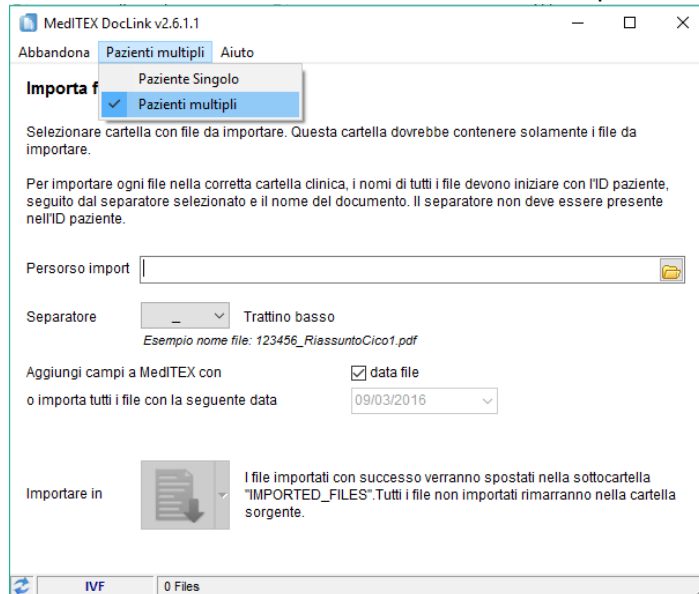 MedITEX DocLink v2.6.1.1
Abbandona Pazienti multipli Aiuto
Paziente Singolo
Importa f
Pazienti multipli
Selezionare cartella con file da importare. Questa cartella dovrebbe contenere solamente i file da
importare.
Per importare ogni file nella corretta cartella clinica, i nomi di tutti i file devono iniziare con l'ID paziente,
seguito dal separatore selezionato e il nome del documento. Il separatore non deve essere presente
nell'ID paziente.
Persorso import
Separatore _ Trattino basso
Esempio nome file: 123456_RiassuntoCico1.pdf
Aggiungi campi a MedITEX con data file
o importa tutti i file con la seguente data 09/03/2016
I file importati con successo verranno spostati nella sottocartella
Importare in "IMPORTED_FILES".Tutti i file non importati rimarranno nella cartella
sorgente.
IVF 0 Files